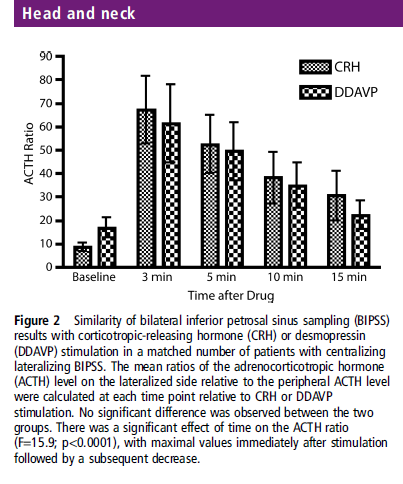 Head and neck
90
80
70
60
50
40
30
20
10
0
ACTH Ratio
CRH
DDAVP
Baseline 3 min 5 min 10 min 15 min
Time after Drug
Figure 2 Similarity of bilateral inferior petrosal sinus sampling (BIPSS)
results with corticotropic-releasing hormone (CRH) or desmopressin
(DDAVP) stimulation in a matched number of patients with centralizing
lateralizing BIPSS. The mean ratios of the adrenocorticotropic hormone
(ACTH) level on the lateralized side relative to the peripheral ACTH level
were calculated at each time point relative to CRH or DDAVP
stimulation. No significant difference was observed between the two
groups. There was a significant effect of time on the ACTH ratio
(F=15.9; p<0.0001), with maximal values immediately after stimulation
followed by a subsequent decrease.